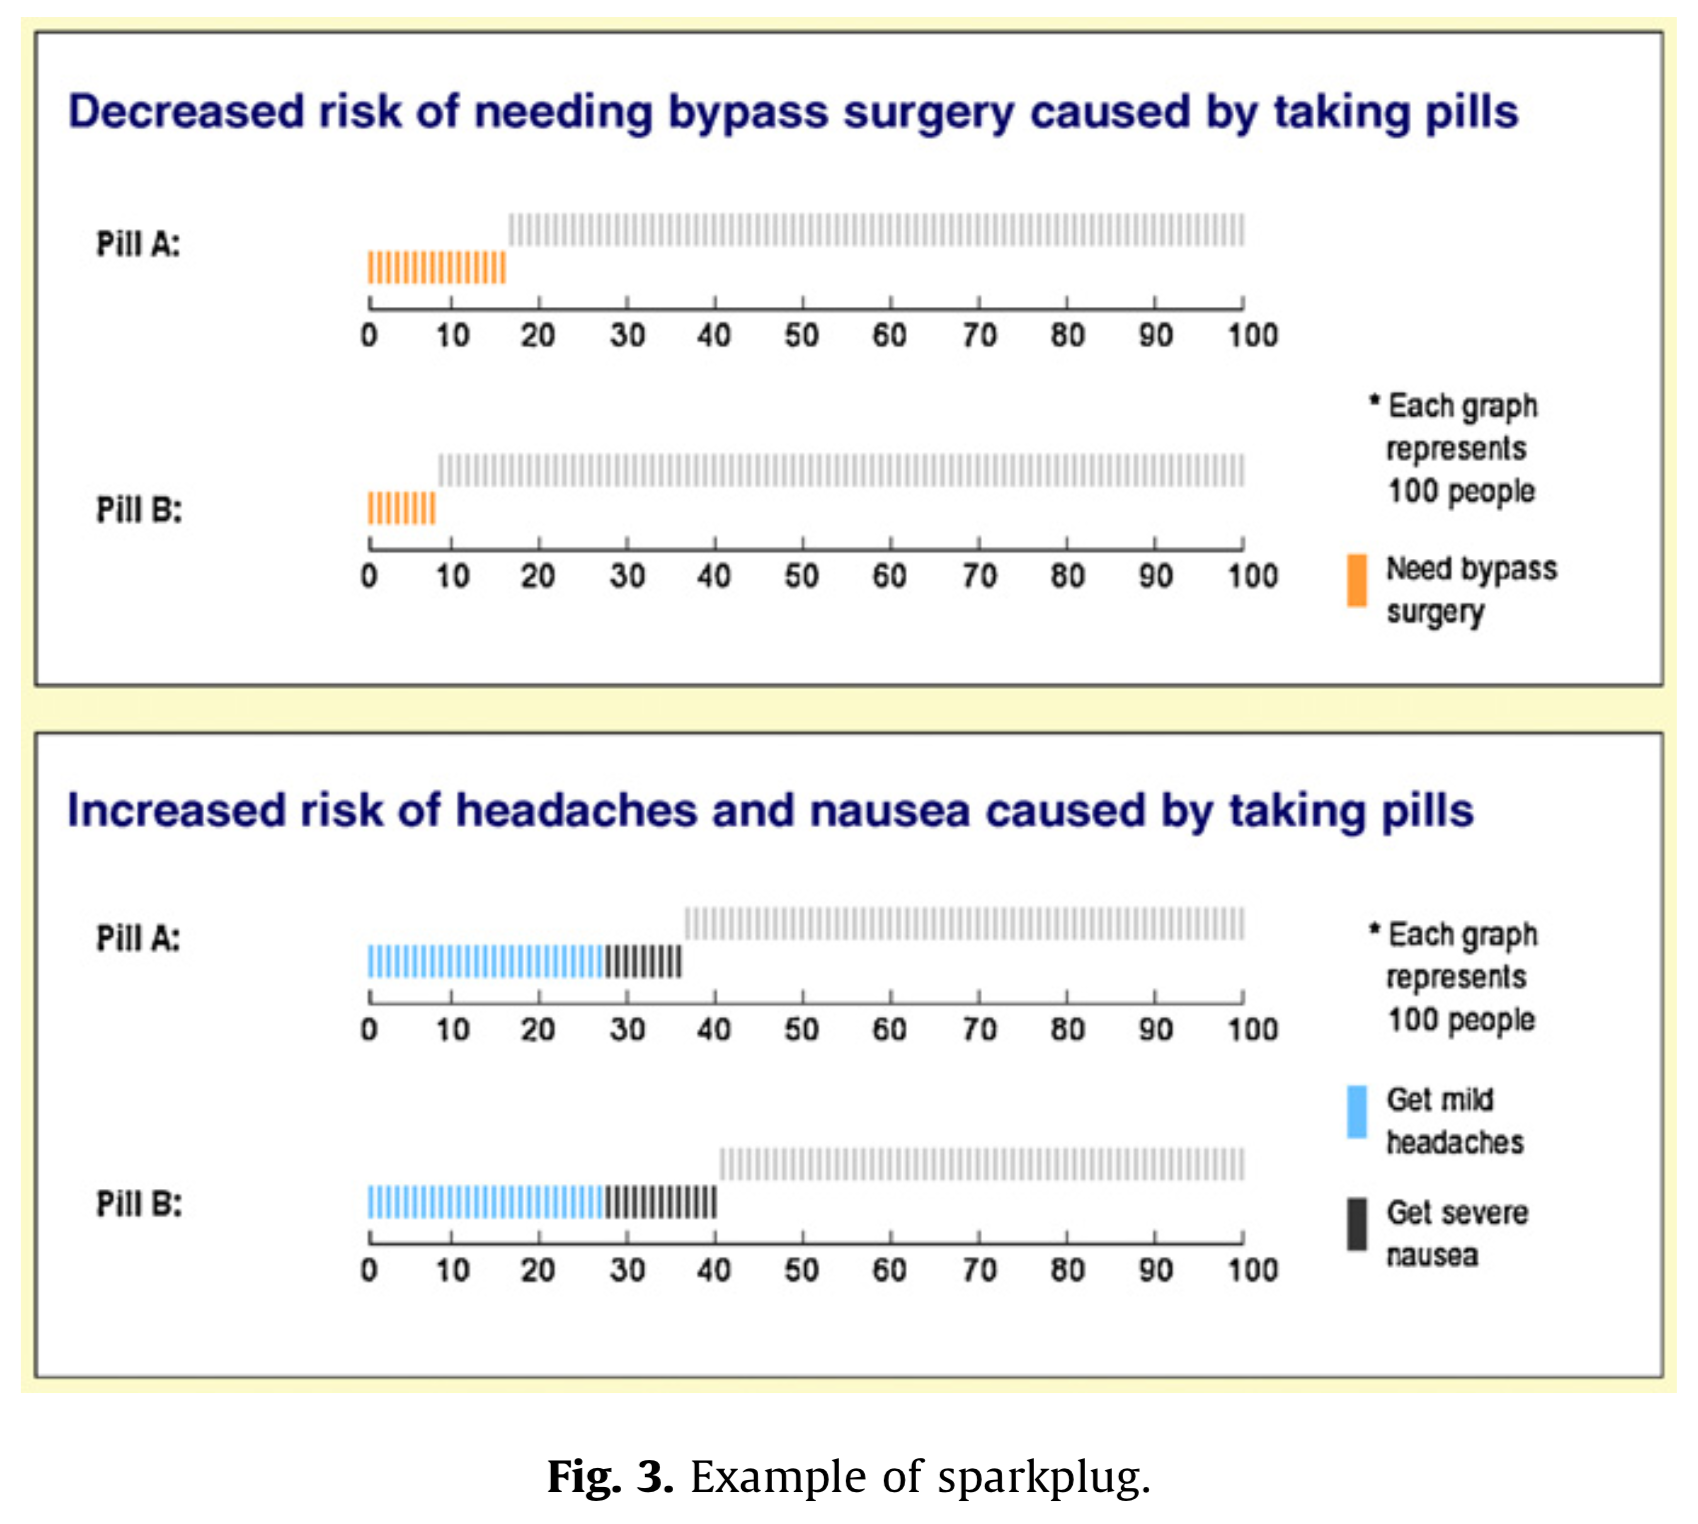 Decreased risk of needing bypass surgery caused by taking pills
Pill A:
0 10 20 30 40 50 60 70 80 90 100
Pill B:
0 10 20 30 40 50 60 70 80 90 100
* Each graph
represents
100 people
Need bypass
surgery
Increased risk of headaches and nausea caused by taking pills
Pill A:
0 10 20 30 40 50 60 70 80 90 100
Pill B:
0 10 20 30 40 50 60 70 80 90 100
* Each graph
represents
100 people
Get mild
headaches
Get severe
nausea
Fig. 3. Example of sparkplug.